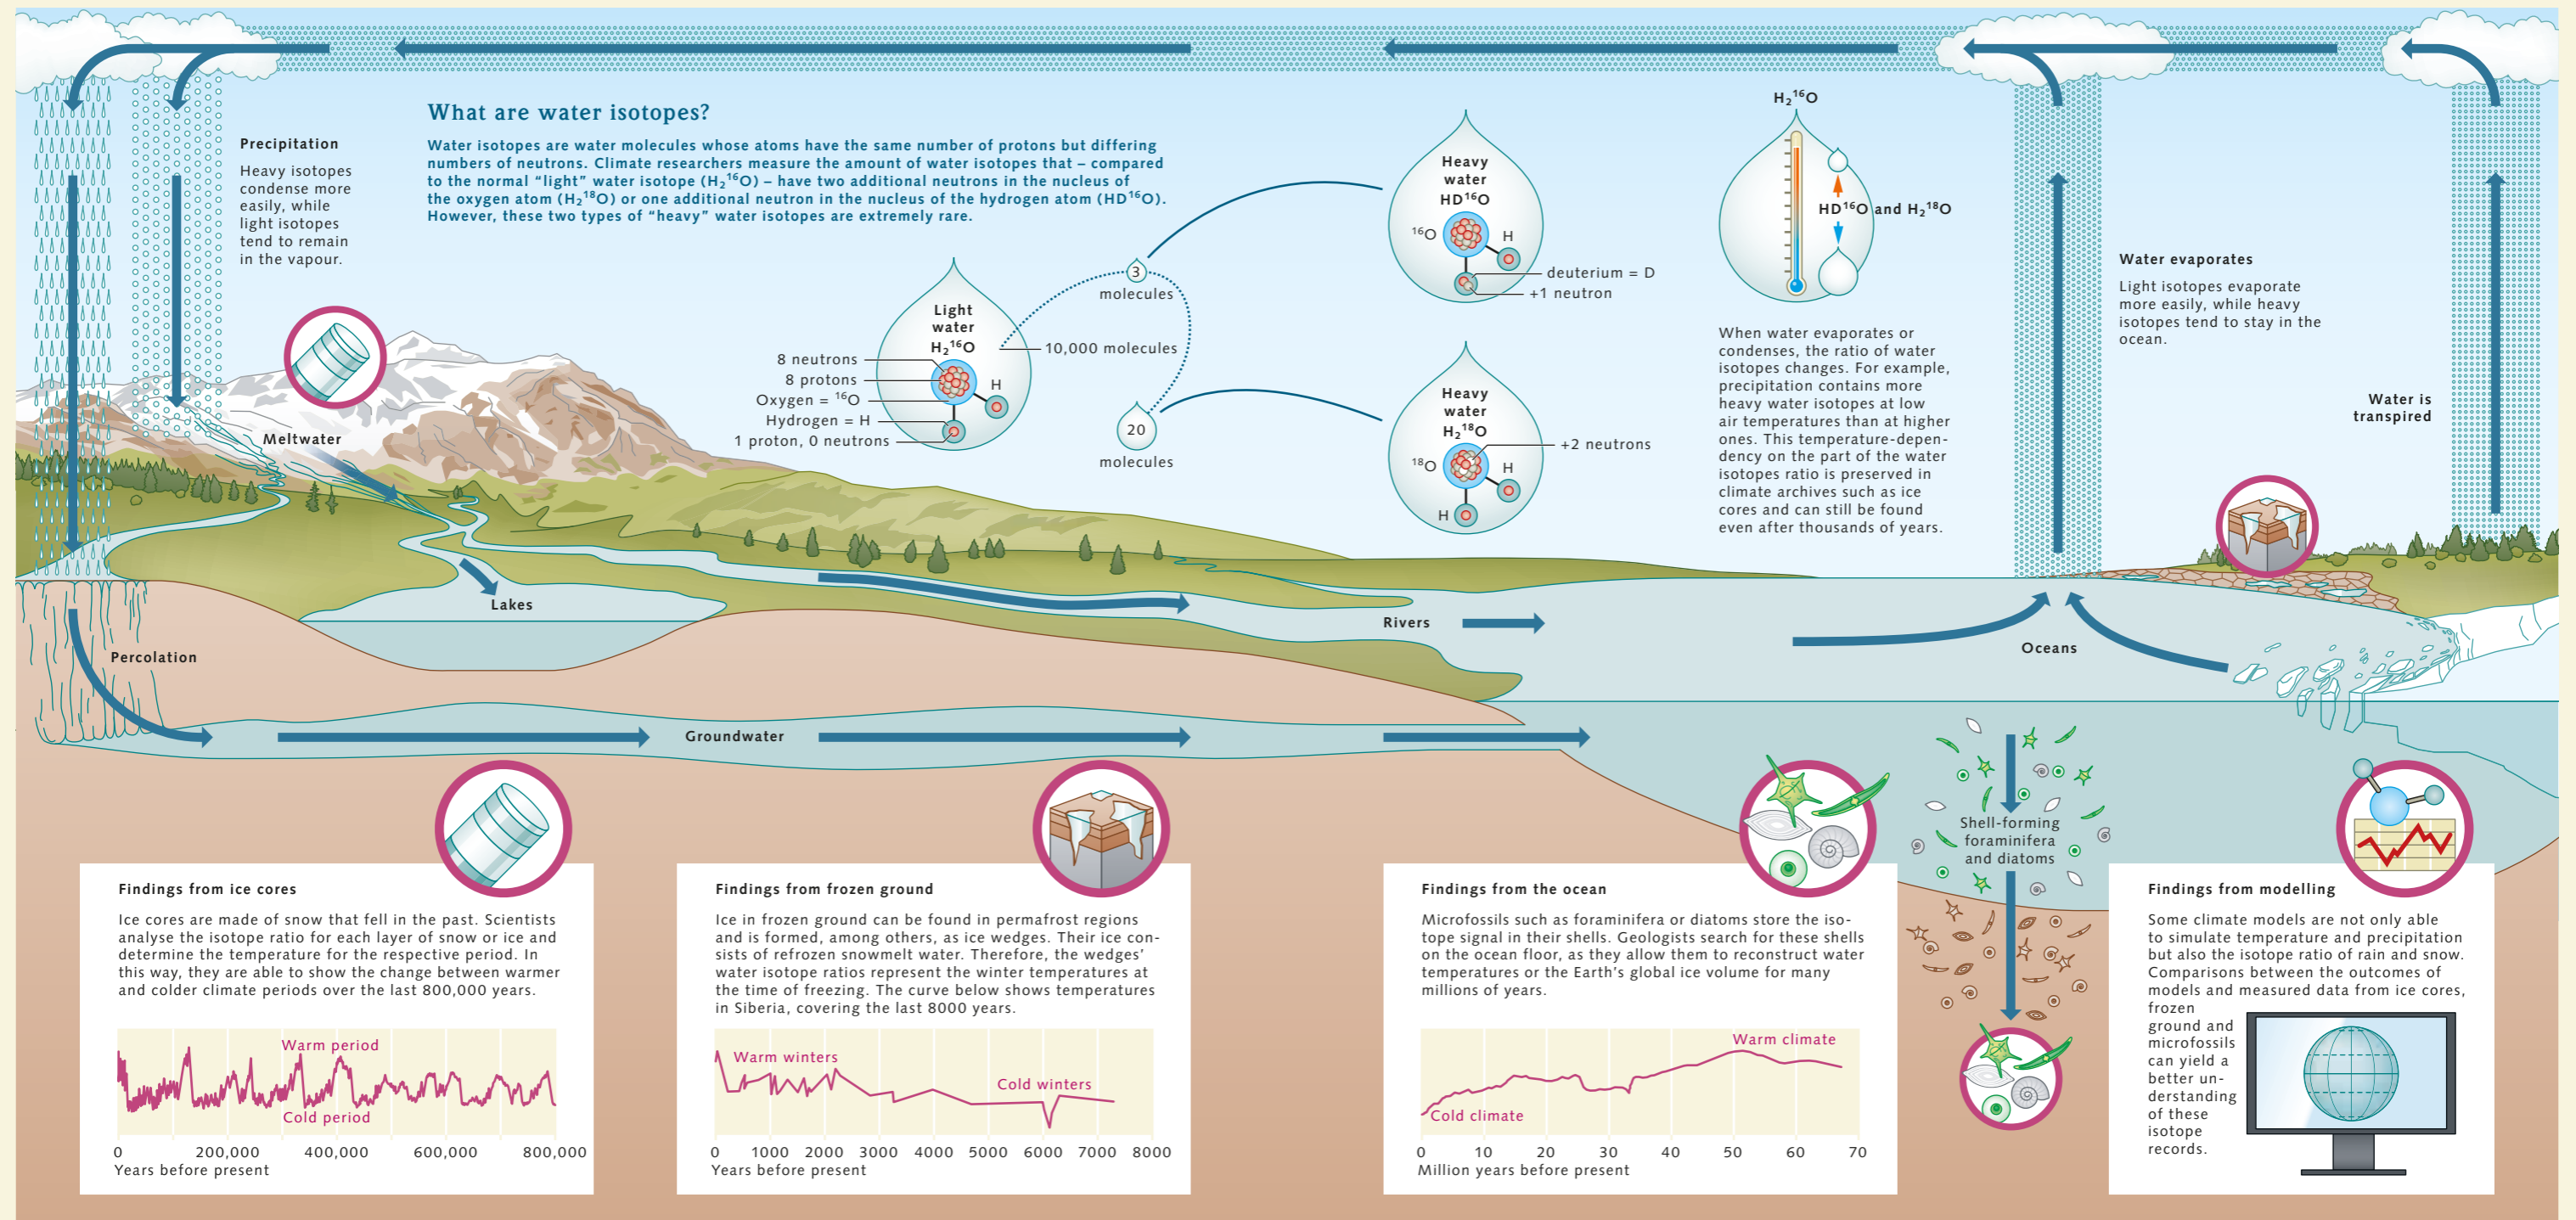 What are water isotopes?
Water isotopes are water molecules whose atoms have the same number of protons but differing
numbers of neutrons. Climate researchers measure the amount of water isotopes that – compared
to the normal “light” water isotope (H₂¹⁶O) – have two additional neutrons in the nucleus of
the oxygen atom (H₂¹⁸O) or one additional neutron in the nucleus of the hydrogen atom (HD¹⁶O).
However, these two types of “heavy” water isotopes are extremely rare.
Precipitation
Heavy isotopes
condense more
easily, while
light isotopes
tend to remain
in the vapour.
Meltwater
Light
water
H₂¹⁶O
8 neutrons
8 protons
Oxygen = ¹⁶O
Hydrogen = H
1 proton, 0 neutrons
H
10,000 molecules
3
molecules
20
molecules
Heavy
water
HD¹⁶O
¹⁶O
H
deuterium = D
+1 neutron
Heavy
water
H₂¹⁸O
+2 neutrons
¹⁸O
H
H
H₂¹⁶O
HD¹⁶O and H₂¹⁸O
When water evaporates or
condenses, the ratio of water
isotopes changes. For example,
precipitation contains more
heavy water isotopes at low
air temperatures than at higher
ones. This temperature-depen-
dency on the part of the water
isotopes ratio is preserved in
climate archives such as ice
cores and can still be found
even after thousands of years.
Water evaporates
Light isotopes evaporate
more easily, while heavy
isotopes tend to stay in the
ocean.
Water is
transpired
Lakes
Rivers
Oceans
Percolation
Groundwater
Shell-forming
foraminifera
and diatoms
Findings from ice cores
Ice cores are made of snow that fell in the past. Scientists
analyse the isotope ratio for each layer of snow or ice and
determine the temperature for the respective period. In
this way, they are able to show the change between warmer
and colder climate periods over the last 800,000 years.
Warm period
Cold period
0 200,000 400,000 600,000 800,000
Years before present
Findings from frozen ground
Ice in frozen ground can be found in permafrost regions
and is formed, among others, as ice wedges. Their ice con-
sists of refrozen snowmelt water. Therefore, the wedges’
water isotope ratios represent the winter temperatures at
the time of freezing. The curve below shows temperatures
in Siberia, covering the last 8000 years.
Warm winters
Cold winters
0 1000 2000 3000 4000 5000 6000 7000 8000
Years before present
Findings from the ocean
Microfossils such as foraminifera or diatoms store the iso-
tope signal in their shells. Geologists search for these shells
on the ocean floor, as they allow them to reconstruct water
temperatures or the Earth’s global ice volume for many
millions of years.
Warm climate
Cold climate
0 10 20 30 40 50 60 70
Million years before present
Findings from modelling
Some climate models are not only able
to simulate temperature and precipitation
but also the isotope ratio of rain and snow.
Comparisons between the outcomes of
models and measured data from ice cores,
frozen
ground and
microfossils
can yield a
better un-
derstanding
of these
isotope
records.